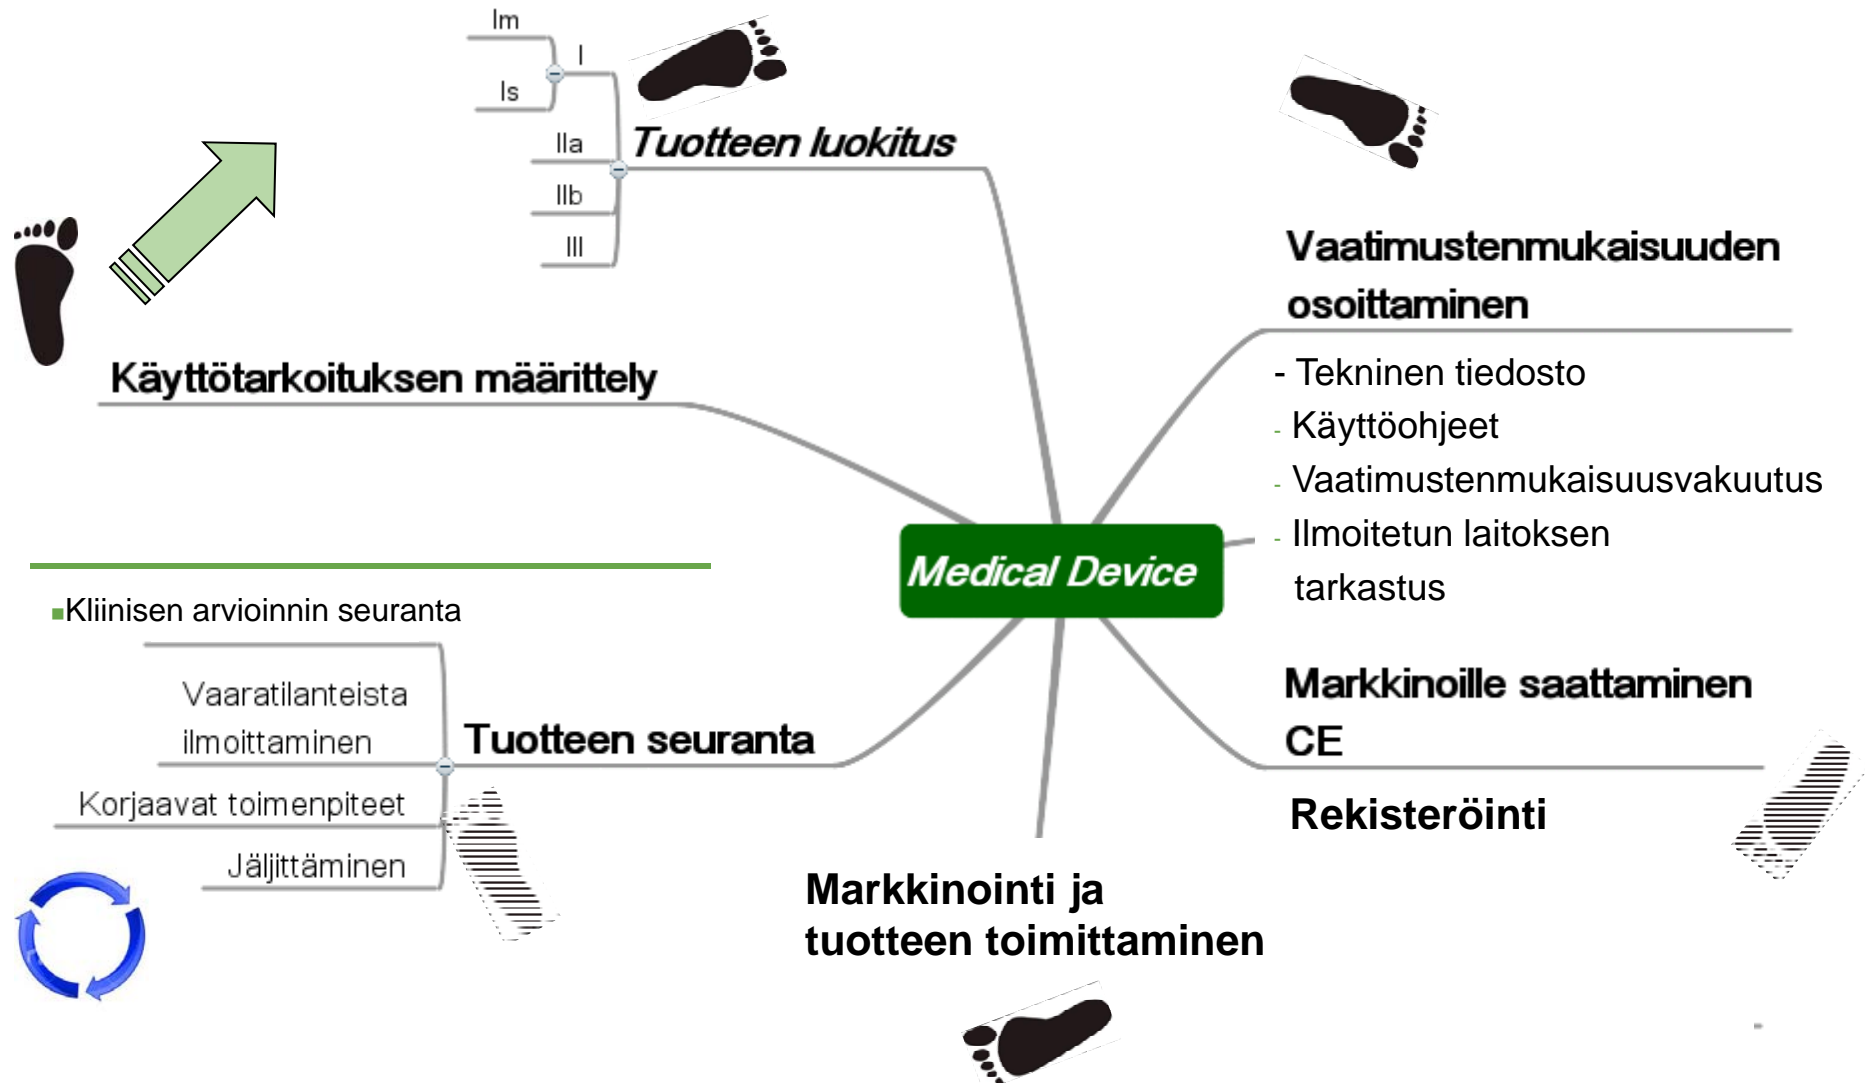 Im
I
Is
IIa
IIb
III
Tuotteen luokitus
Käyttötarkoituksen määrittely
Vaatimustenmukaisuuden
osoittaminen
- Tekninen tiedosto
- Käyttöohjeet
- Vaatimustenmukaisuusvakuutus
- Ilmoitetun laitoksen
tarkastus
Medical Device
Markkinoille saattaminen
CE
Rekisteröinti
Markkinointi ja
tuotteen toimittaminen
Tuotteen seuranta
▪Kliinisen arvioinnin seuranta
Vaaratilanteista
ilmoittaminen
Korjaavat toimenpiteet
Jäljittäminen